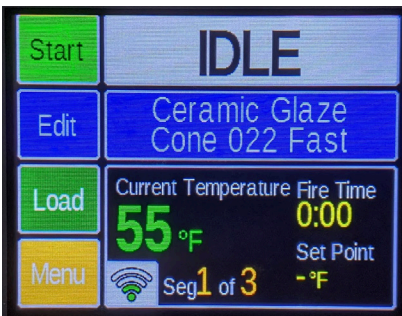 Start
IDLE
Edit
Ceramic Glaze
Cone 022 Fast
Load
Current Temperature
Fire Time
55 °F
0:00
Set Point
- °F
Menu
Seg 1 of 3